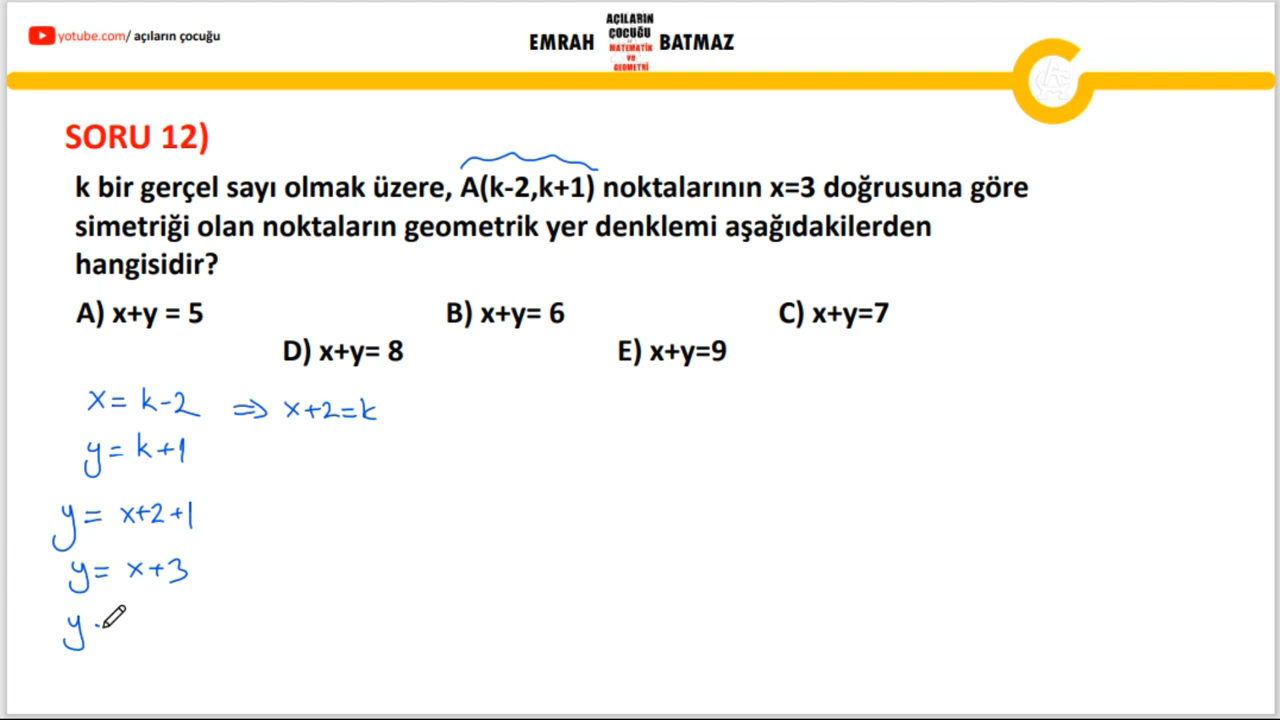 yotube.com/ açıların çocuğu
EMRAH
AÇILARIN
ÇOCUĞU
MATEMATİK
ve
GEOMETRİ
BATMAZ
SORU 12)
k bir gerçel sayı olmak üzere, A(k-2,k+1) noktalarının x=3 doğrusuna göre
simetriği olan noktaların geometrik yer denklemi aşağıdakilerden
hangisidir?
A) x+y = 5 B) x+y= 6 C) x+y=7
D) x+y= 8 E) x+y=9
x = k-2 ⇒ x+2=k
y = k+1
y = x+2+1
y = x+3
y